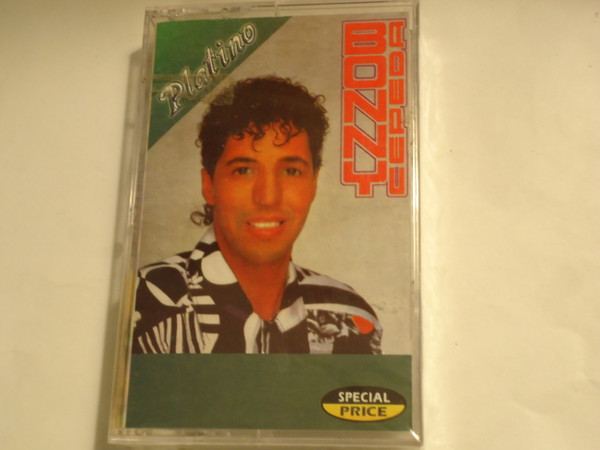 Platino
BONNY
CEPEDA
SPECIAL
PRICE